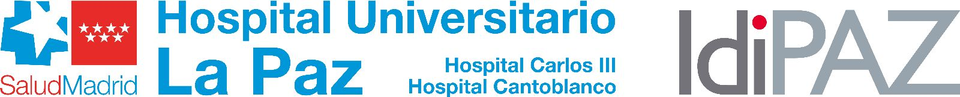 Hospital Universitario
La Paz
Hospital Carlos III
Hospital Cantoblanco
SaludMadrid
IdiPAZ